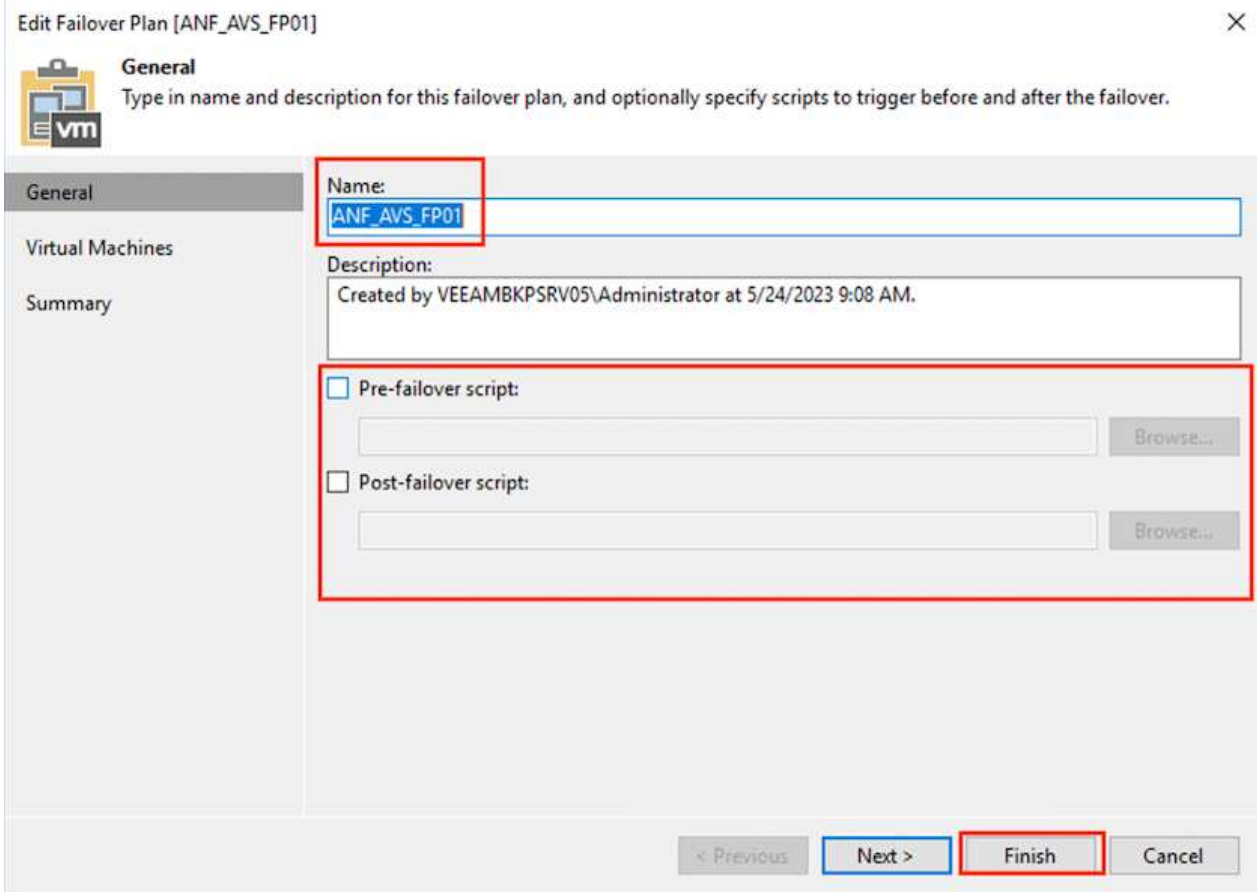 Edit Failover Plan [ANF_AVS_FP01]
General
Type in name and description for this failover plan, and optionally specify scripts to trigger before and after the failover.
vm
General
Virtual Machines
Summary
Name:
ANF_AVS_FP01
Description:
Created by VEEAMBKPSRV05\Administrator at 5/24/2023 9:08 AM.
Pre-failover script:
Browse...
Post-failover script:
Browse...
< Previous
Next >
Finish
Cancel